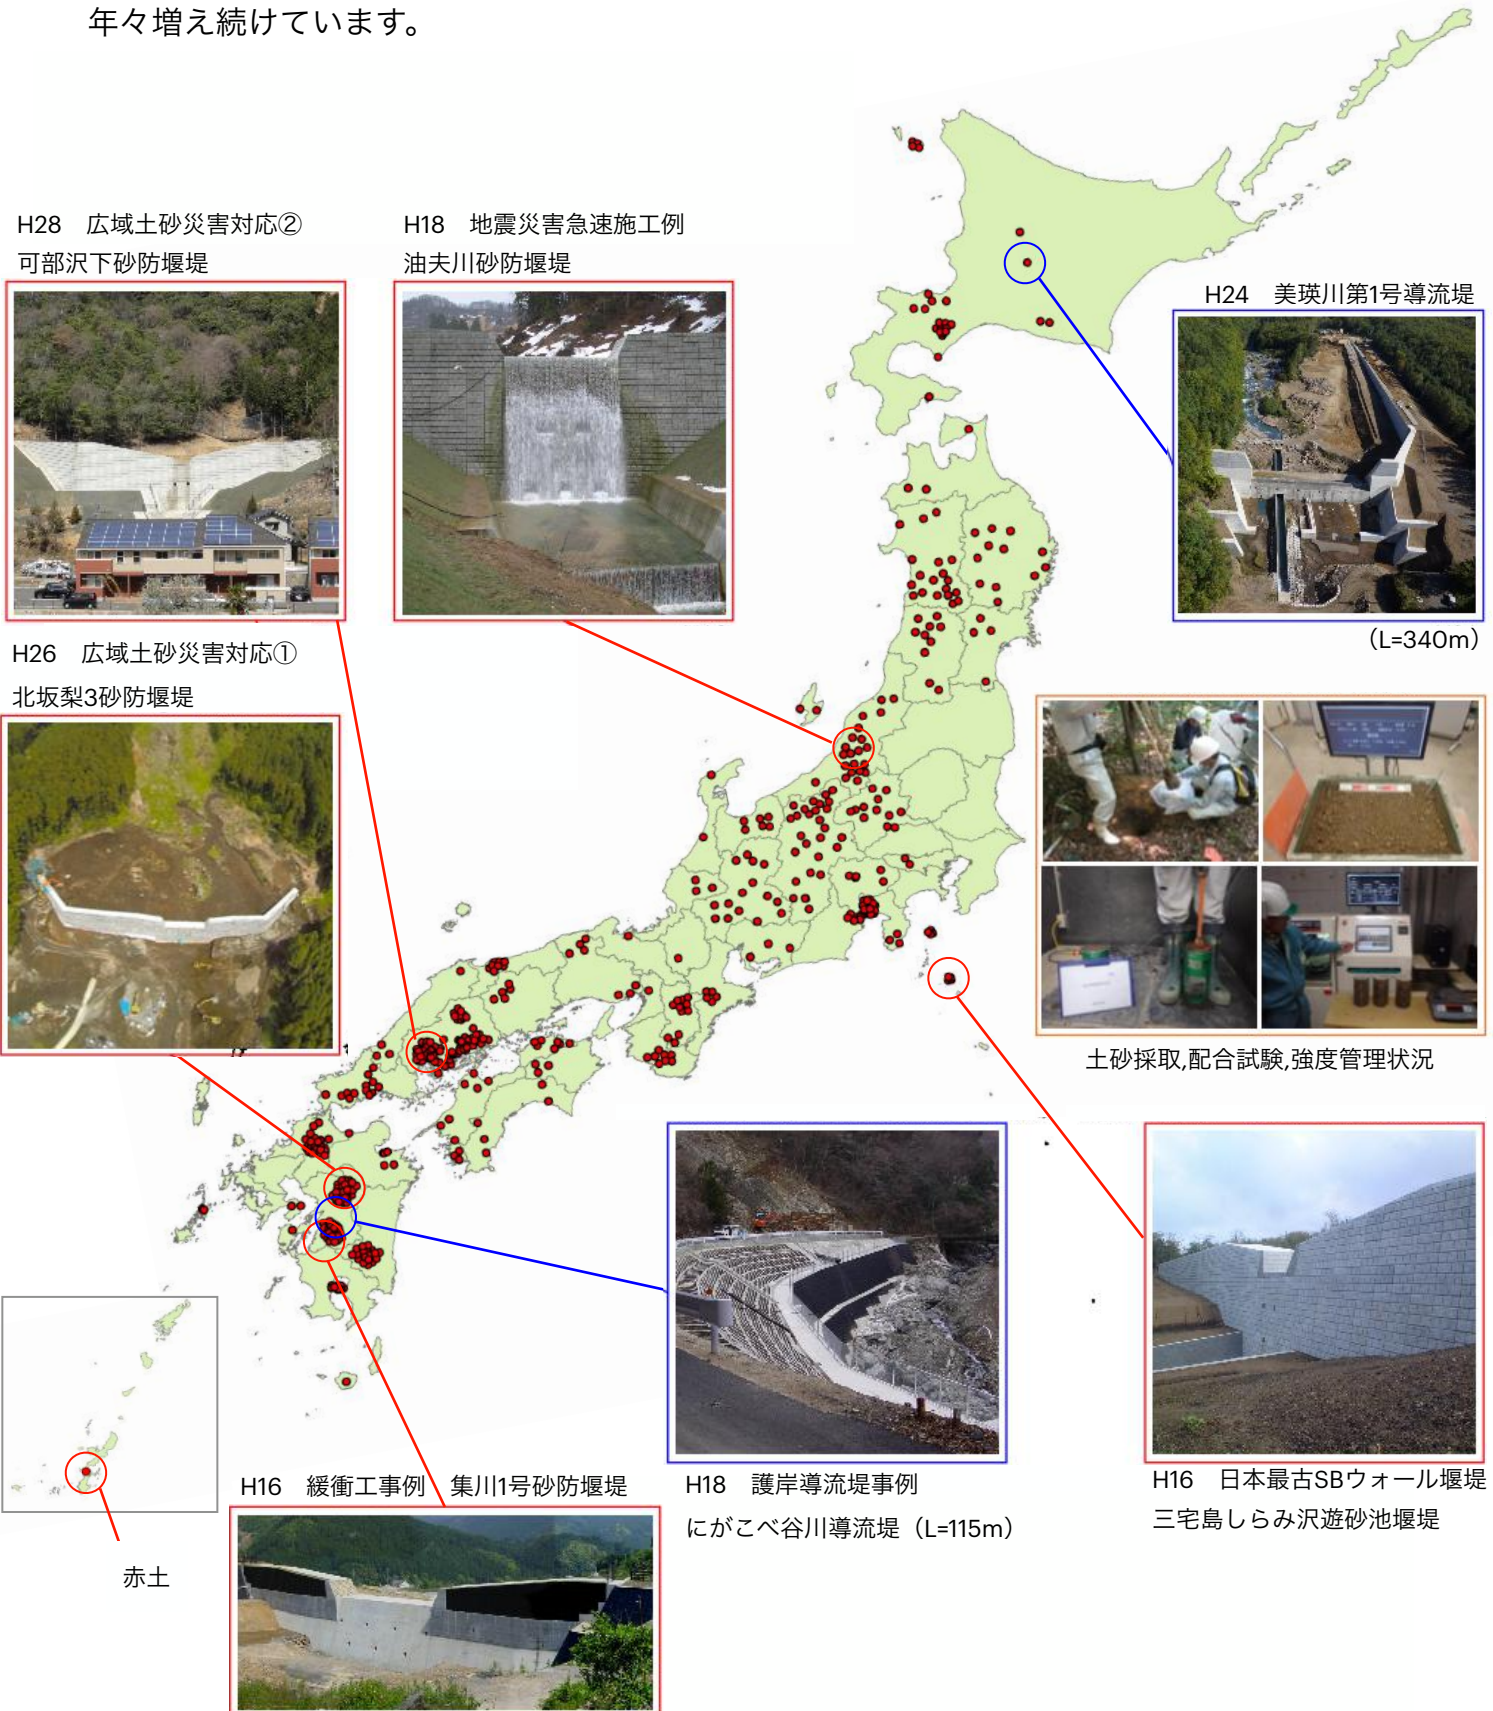 年々増え続けています。
H28　広域土砂災害対応②
可部沢下砂防堰堤
H18　地震災害急速施工例
油夫川砂防堰堤
H24　美瑛川第1号導流堤
（L=340m）
H26　広域土砂災害対応①
北坂梨3砂防堰堤
土砂採取,配合試験,強度管理状況
H16　緩衝工事例　集川1号砂防堰堤
H18　護岸導流堤事例
にがこべ谷川導流堤（L=115m）
H16　日本最古SBウォール堰堤
三宅島しらみ沢遊砂池堰堤
赤土